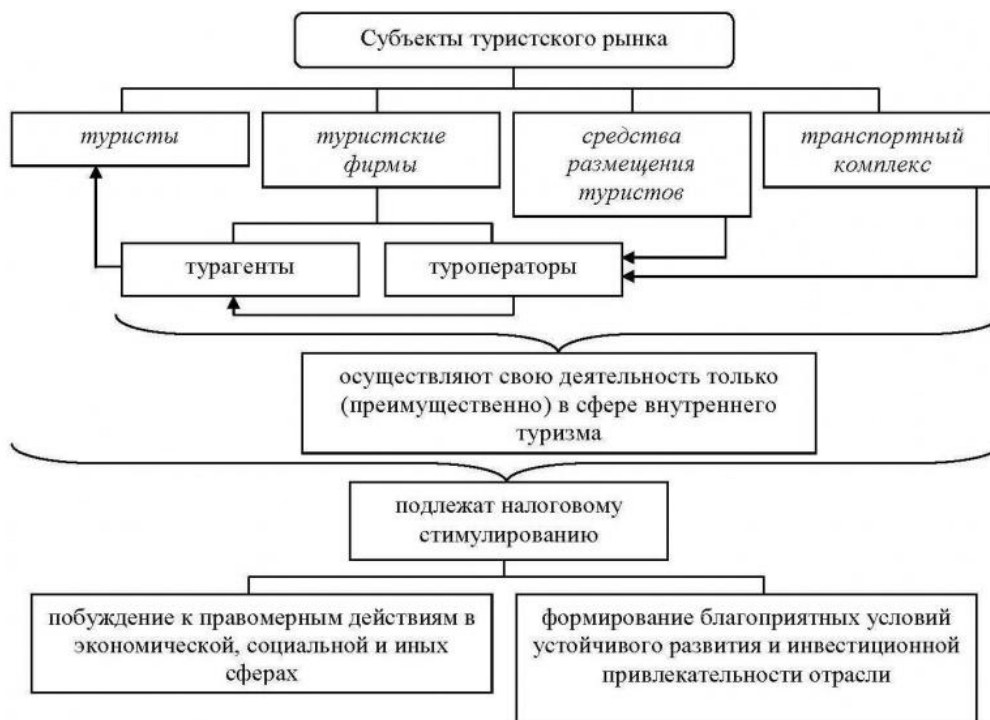 Субъекты туристского рынка
туристы
туристские
фирмы
средства
размещения
туристов
транспортный
комплекс
турагенты
туроператоры
осуществляют свою деятельность только
(преимущественно) в сфере внутреннего
туризма
подлежат налоговому
стимулированию
побуждение к правомерным действиям в
экономической, социальной и иных
сферах
формирование благоприятных условий
устойчивого развития и инвестиционной
привлекательности отрасли